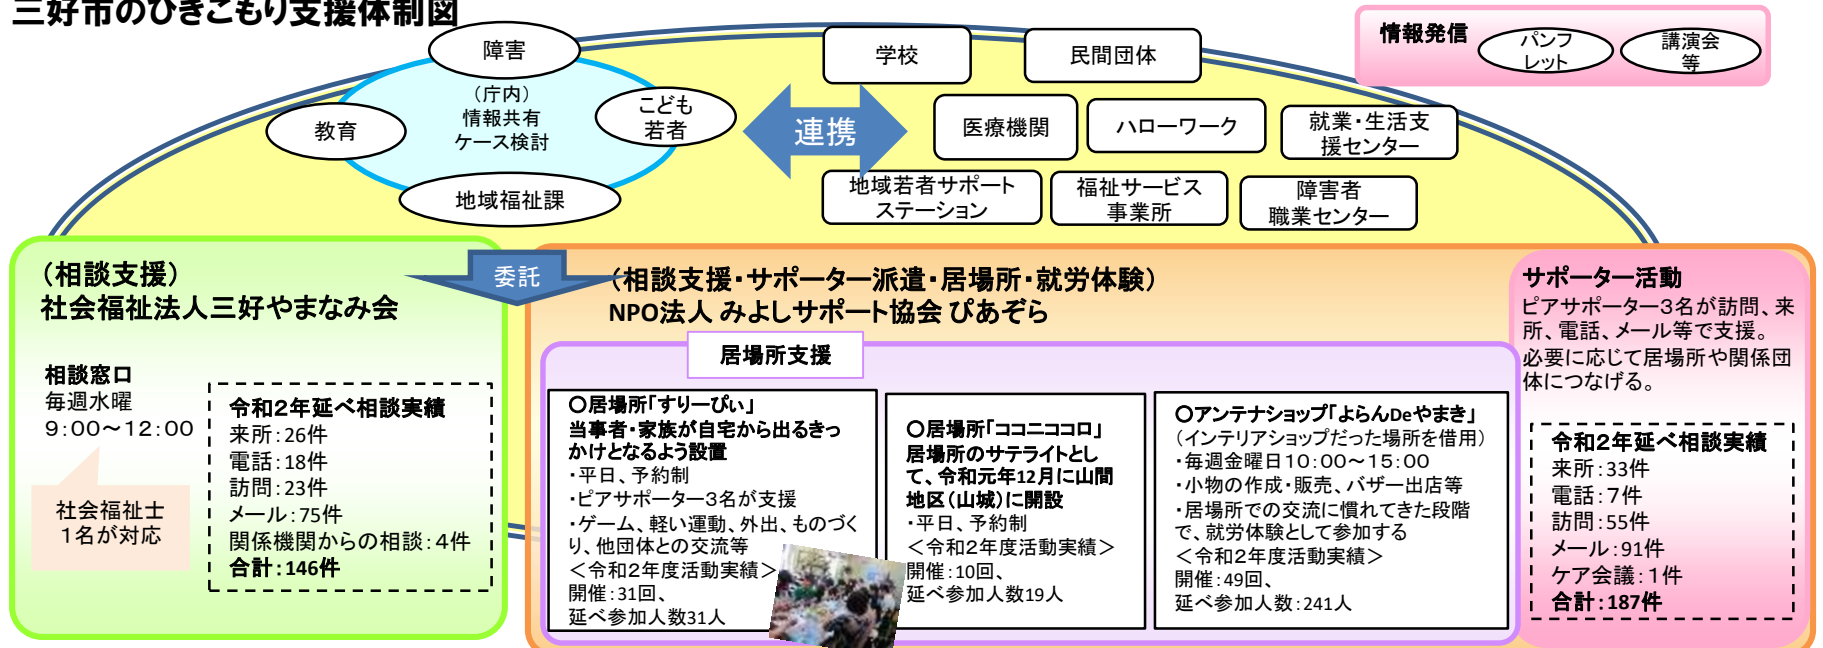 三好市のひきこもり支援体制図
障害
（庁内）
情報共有
ケース検討
教育
こども
若者
地域福祉課
連携
学校
民間団体
医療機関
ハローワーク
就業・生活支
援センター
地域若者サポート
ステーション
福祉サービス
事業所
障害者
職業センター
情報発信
パンフ
レット
講演会
等
委託
（相談支援）
社会福祉法人三好やまなみ会
相談窓口
毎週水曜
９：００～１２：００
社会福祉士
１名が対応
令和２年延べ相談実績
来所：26件
電話：18件
訪問：23件
メール：75件
関係機関からの相談：４件
合計：146件
（相談支援・サポーター派遣・居場所・就労体験）
NPO法人 みよしサポート協会 ぴあぞら
居場所支援
○居場所「すりーぴぃ」
当事者・家族が自宅から出るきっ
かけとなるよう設置
・平日、予約制
・ピアサポーター３名が支援
・ゲーム、軽い運動、外出、ものづく
り、他団体との交流等
＜令和２年度活動実績＞
開催：31回、
延べ参加人数31人
○居場所「ココニココロ」
居場所のサテライトとし
て、令和元年12月に山間
地区（山城）に開設
・平日、予約制
＜令和２年度活動実績＞
開催：10回、
延べ参加人数19人
○アンテナショップ「よらんDeやまき」
（インテリアショップだった場所を借用）
・毎週金曜日１０：００～１５：００
・小物の作成・販売、バザー出店等
・居場所での交流に慣れてきた段階
で、就労体験として参加する
＜令和２年度活動実績＞
開催：49回、
延べ参加人数：241人
サポーター活動
ピアサポーター３名が訪問、来
所、電話、メール等で支援。
必要に応じて居場所や関係団
体につなげる。
令和２年延べ相談実績
来所：33件
電話：７件
訪問：55件
メール：91件
ケア会議：１件
合計：187件